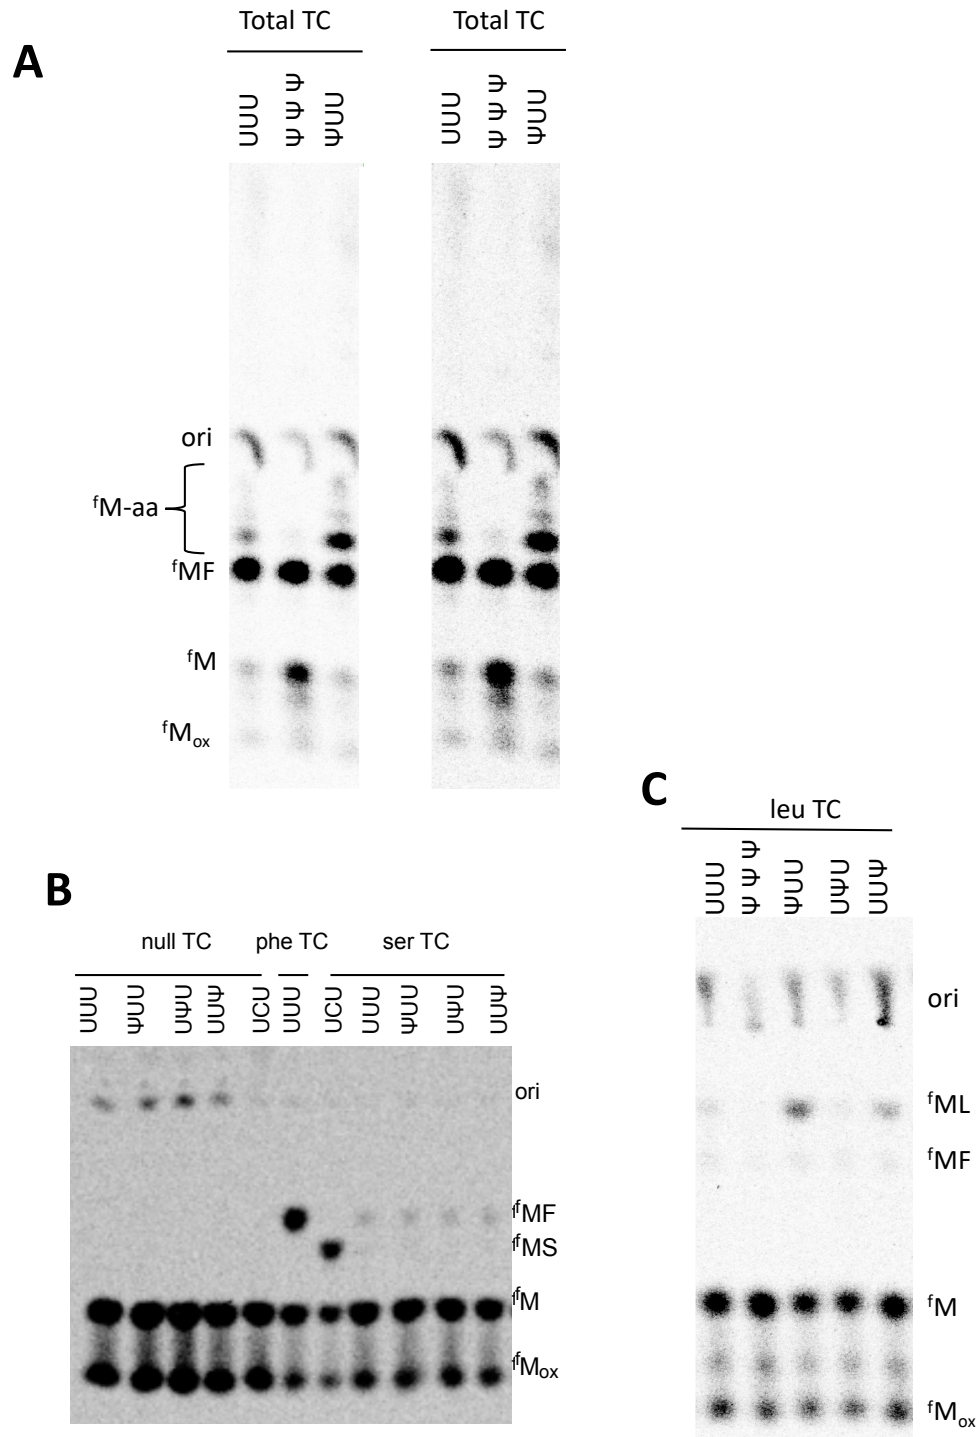 A
Total TC
Total TC
UUU
ΨΨΨ
ΨUU
UUU
ΨΨΨ
ΨUU
ori
fM-aa
fMF
fM
fMox
B
null TC
phe TC
ser TC
UUU
ΨUU
UΨU
UUΨ
UCU
UUU
UCU
UUU
ΨUU
UΨU
UUΨ
ori
fMF
fMS
fM
fMox
C
leu TC
UUU
ΨΨΨ
ΨUU
UΨU
UUΨ
ori
fML
fMF
fM
fMox